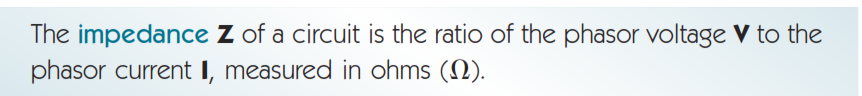 The impedance Z of a circuit is the ratio of the phasor voltage V to the
phasor current I, measured in ohms (Ω).